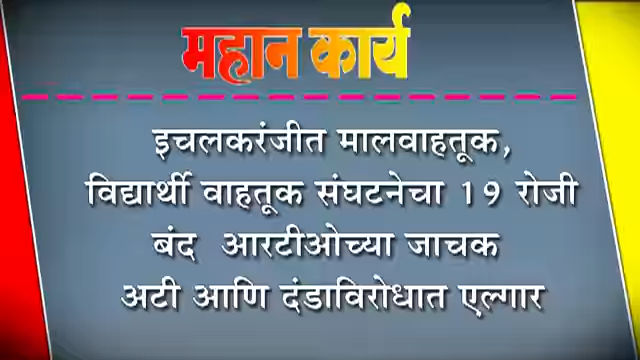 महान कार्य
इचलकरंजीत मालवाहतूक,
विद्यार्थी वाहतूक संघटनेचा 19 रोजी
बंद आरटीओच्या जाचक
अटी आणि दंडाविरोधात एल्गार